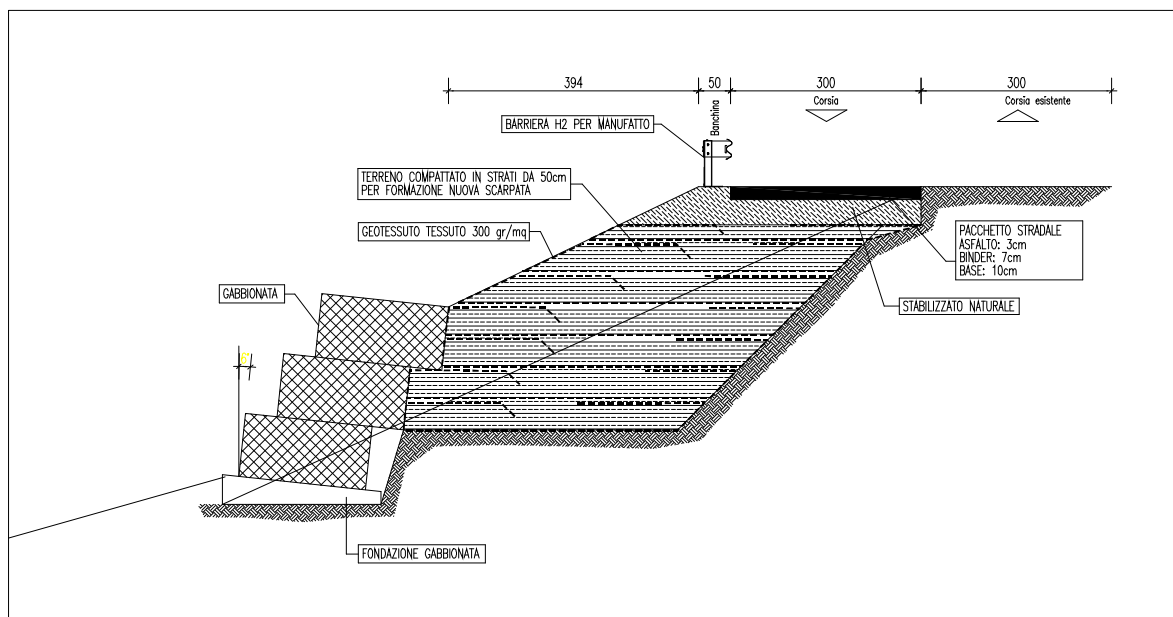 394
50
300
300
Banchina
Corsia
Corsia esistente
BARRIERA H2 PER MANUFATTO
TERRENO COMPATTATO IN STRATI DA 50cm
PER FORMAZIONE NUOVA SCARPATA
GEOTESSUTO TESSUTO 300 gr/mq
PACCHETTO STRADALE
ASFALTO: 3cm
BINDER: 7cm
BASE: 10cm
GABBIONATA
STABILIZZATO NATURALE
FONDAZIONE GABBIONATA